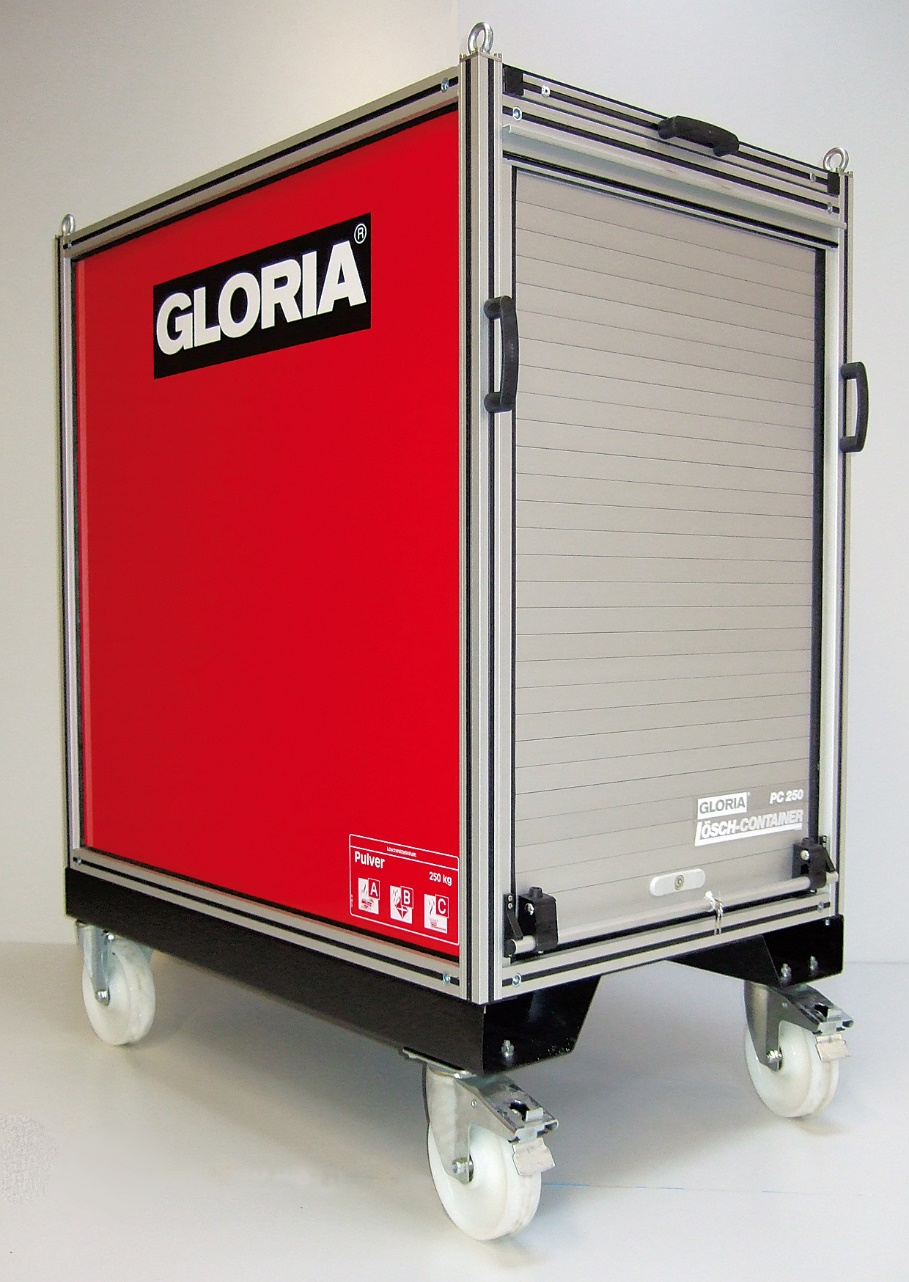 GLORIA®
Pulver
250 kg
A
B
C
GLORIA®
PC 250
LÖSCH-CONTAINER